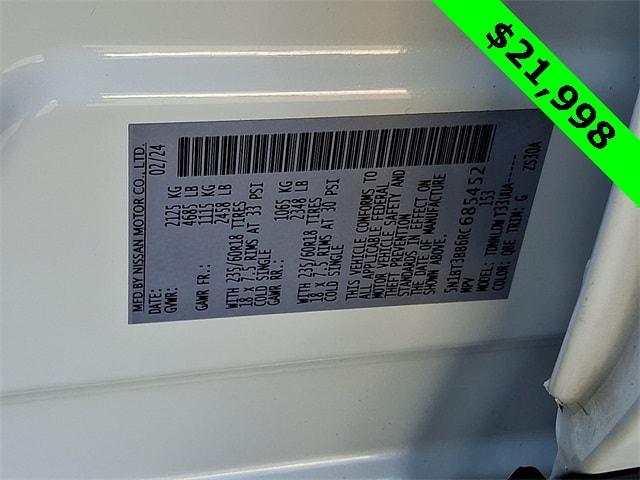 $21,998
MFD BY NISSAN MOTOR CO., LTD.
DATE: 02/24
GVWR: 2125 KG
4685 LB
GAWR FR.: 1115 KG
2458 LB
WITH 235/60R18 TIRES
18 X 7.5 RIMS AT 33 PSI
COLD SINGLE
GAWR RR.: 1065 KG
2348 LB
WITH 235/60R18 TIRES
18 X 7.5 RIMS AT 30 PSI
COLD SINGLE
THIS VEHICLE CONFORMS TO
ALL APPLICABLE FEDERAL
MOTOR VEHICLE SAFETY AND
THEFT PREVENTION
STANDARDS IN EFFECT ON
THE DATE OF MANUFACTURE
SHOWN ABOVE.
5N1BT3BB6RC685452
MPV 153
MODEL: TDNNLDW T33UUA------
COLOR: QBE TRIM: G ZS30A